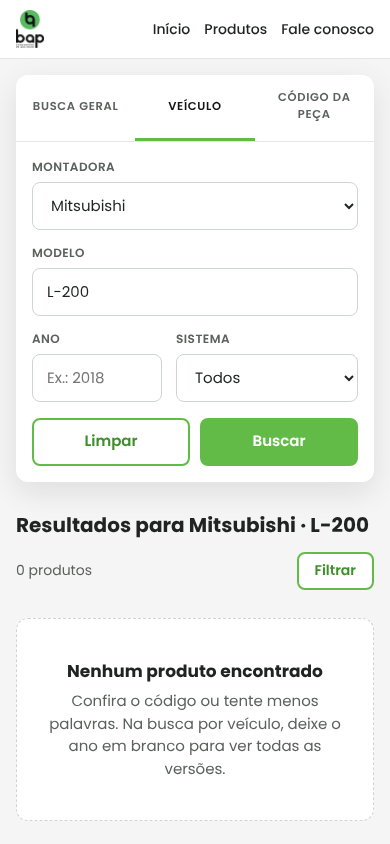 bap
Início Produtos Fale conosco
BUSCA GERAL
VEÍCULO
CÓDIGO DA
PEÇA
MONTADORA
Mitsubishi
MODELO
L-200
ANO
SISTEMA
Ex.: 2018
Todos
Limpar
Buscar
Resultados para Mitsubishi · L-200
0 produtos
Filtrar
Nenhum produto encontrado
Confira o código ou tente menos
palavras. Na busca por veículo, deixe o
ano em branco para ver todas as
versões.